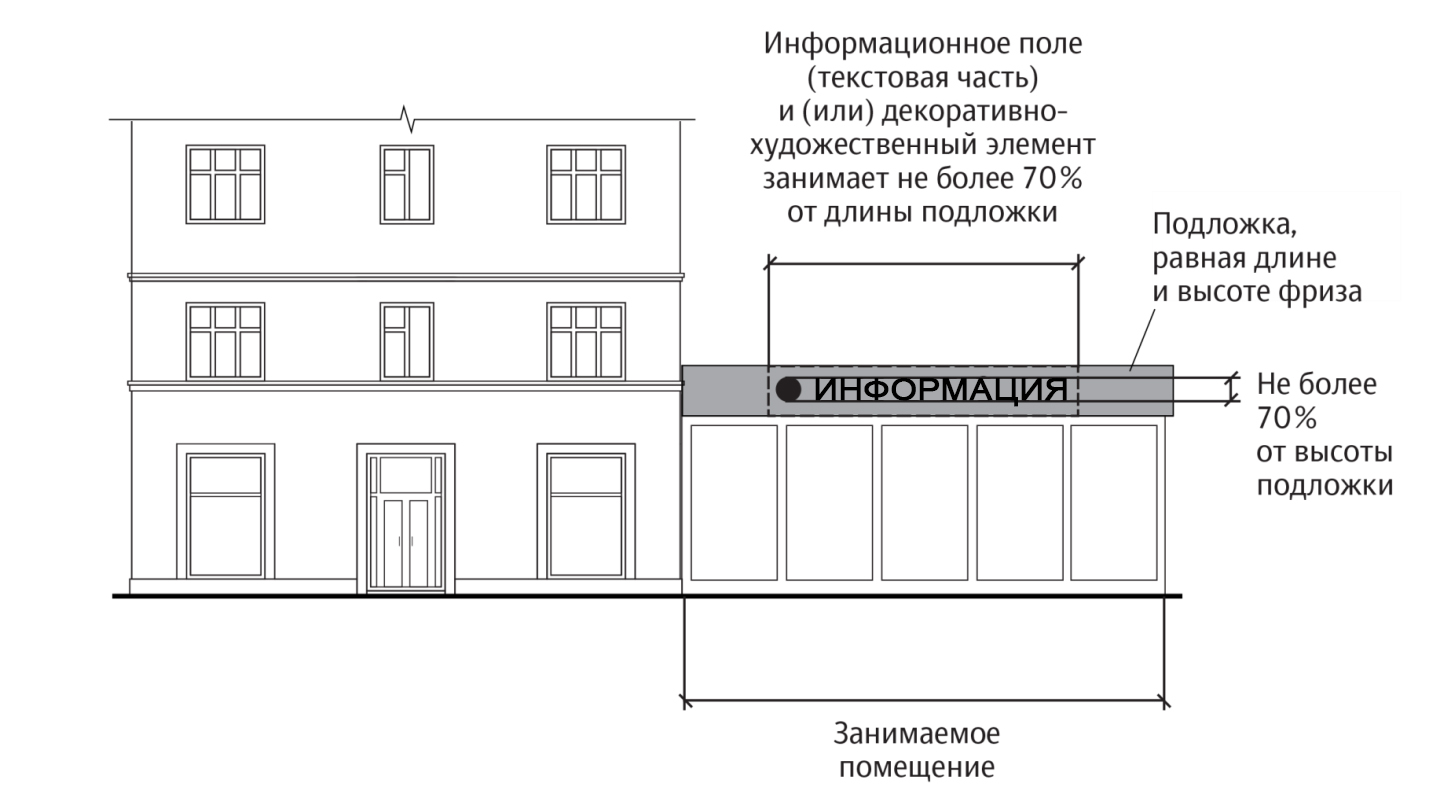 Информационное поле
(текстовая часть)
и (или) декоративно-
художественный элемент
занимает не более 70%
от длины подложки
Подложка,
равная длине
и высоте фриза
ИНФОРМАЦИЯ
Не более
70%
от высоты
подложки
Занимаемое
помещение